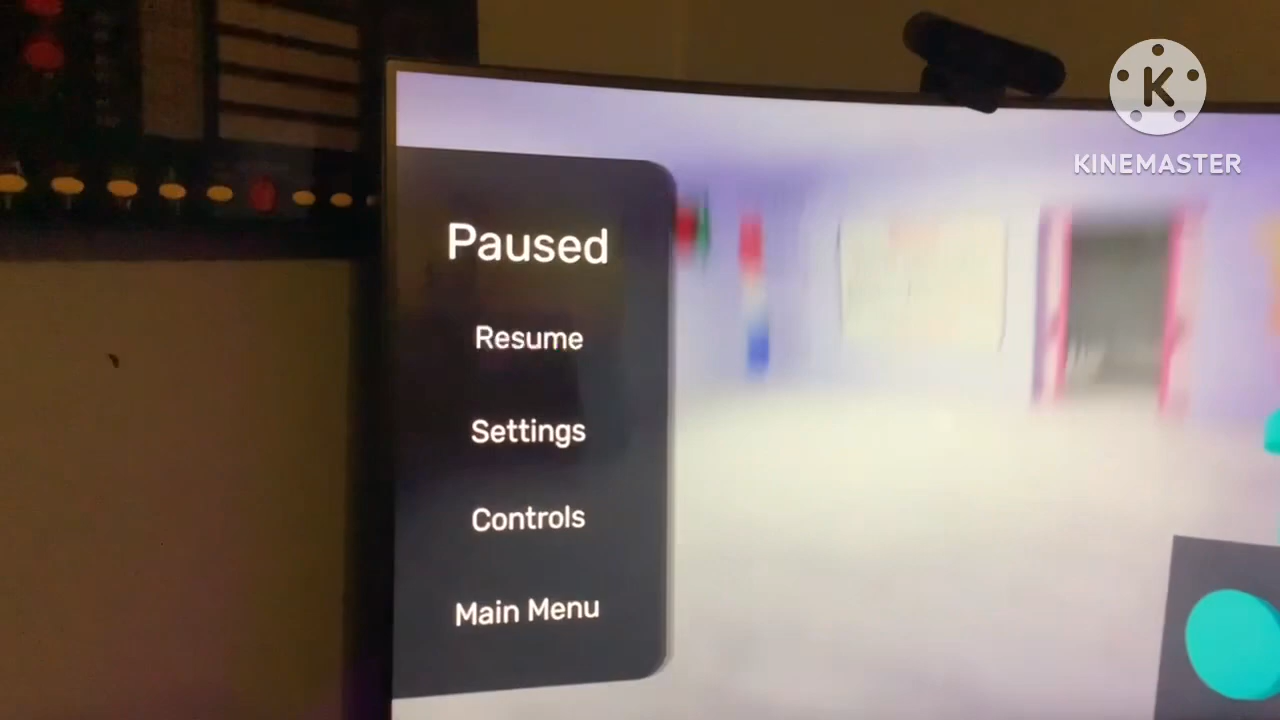 K
KINEMASTER
Paused
Resume
Settings
Controls
Main Menu